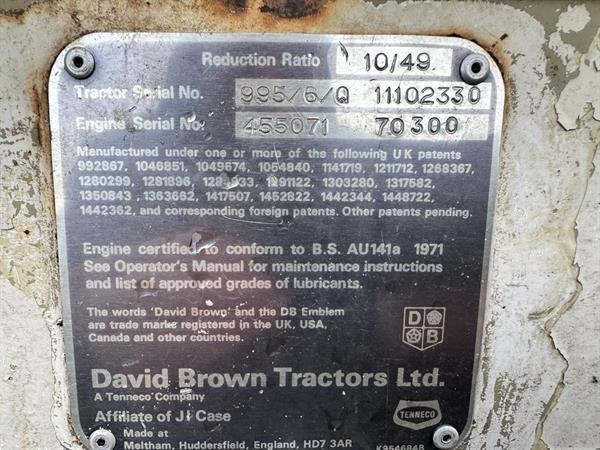 Reduction Ratio 10/49
Tractor Serial No. 995/6/Q 11102330
Engine Serial No. 455071 70300
Manufactured under one or more of the following UK patents
992867, 1046851, 1049574, 1054840, 1141719, 1211712, 1268367,
1280299, 1281896, 1291122, 1303280, 1317582,
1350843, 1363662, 1417507, 1452822, 1442344, 1448722,
1442362, and corresponding foreign patents. Other patents pending.
Engine certified to conform to B.S. AU141a 1971
See Operator's Manual for maintenance instructions
and list of approved grades of lubricants.
The words 'David Brown' and the DB Emblem
are trade marks registered in the UK, USA,
Canada and other countries.
D
B
David Brown Tractors Ltd.
A Tenneco Company
Affiliate of JI Case
TENNECO
Made at
Meltham, Huddersfield, England, HD7 3AR
K954684B